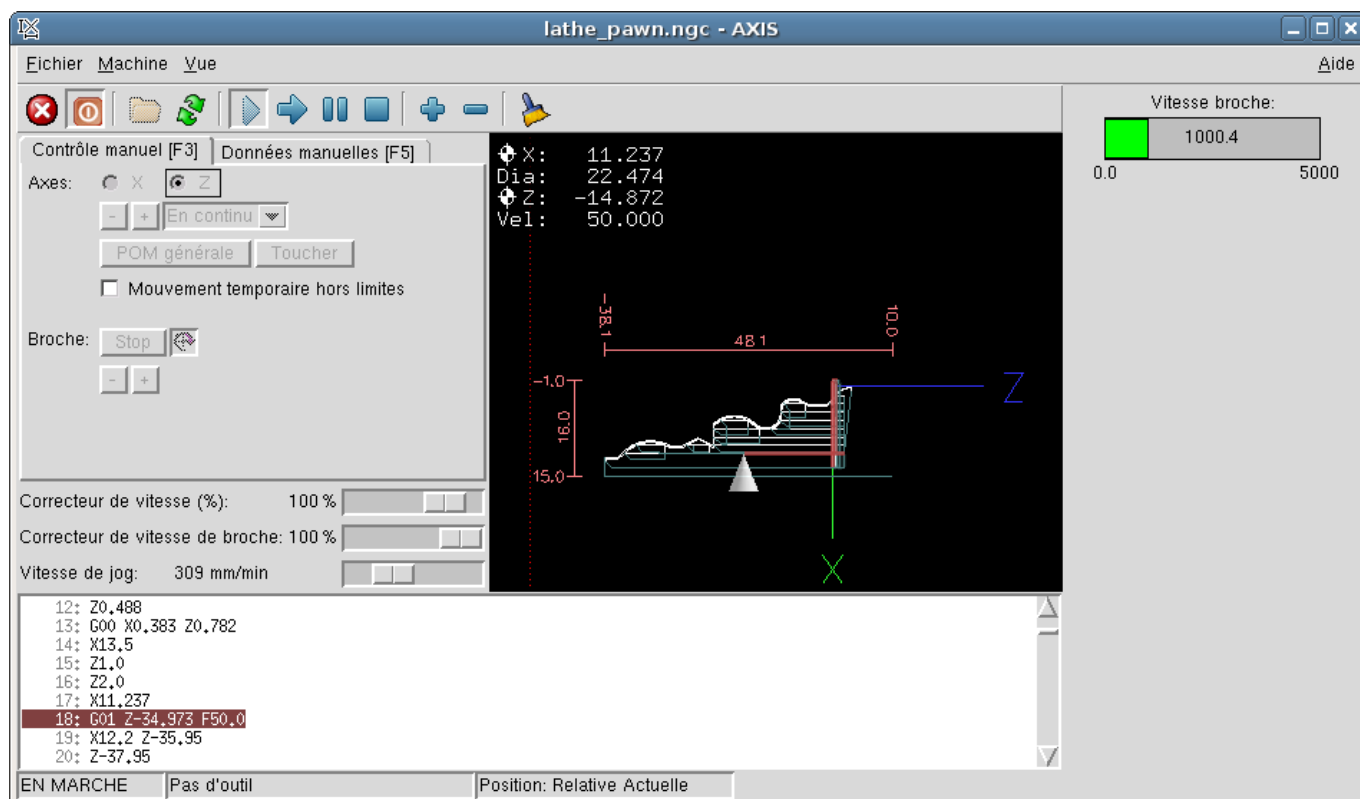 lathe_pawn.ngc - AXIS
Fichier Machine Vue Aide
Vitesse broche:
1000.4
0.0 5000
Contrôle manuel [F3] Données manuelles [F5]
Axes: X Z
- + En continu
POM générale Toucher
Mouvement temporaire hors limites
Broche: Stop
- +
X: 11.237
Dia: 22.474
Z: -14.872
Vel: 50.000
-38.1
10.0
48.1
Z
-1.0
16.0
15.0
X
Correcteur de vitesse (%): 100 %
Correcteur de vitesse de broche: 100 %
Vitesse de jog: 309 mm/min
12: Z0.488
13: G00 X0.383 Z0.782
14: X13.5
15: Z1.0
16: Z2.0
17: X11.237
18: G01 Z-34.973 F50.0
19: X12.2 Z-35.95
20: Z-37.95
EN MARCHE Pas d'outil Position: Relative Actuelle